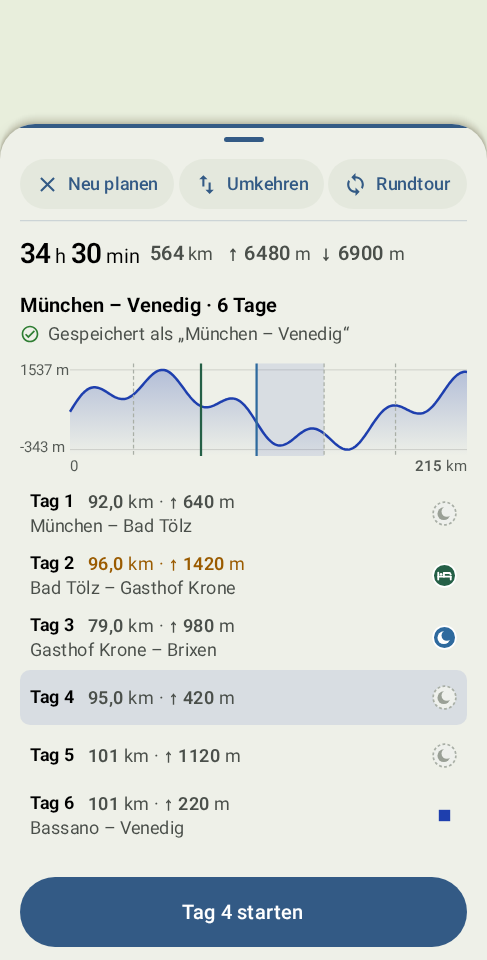 Neu planen
Umkehren
Rundtour
34 h 30 min 564 km ↑ 6480 m ↓ 6900 m
München – Venedig · 6 Tage
Gespeichert als „München – Venedig“
1537 m
-343 m
0
215 km
Tag 1 92,0 km · ↑ 640 m
München – Bad Tölz
Tag 2 96,0 km · ↑ 1420 m
Bad Tölz – Gasthof Krone
Tag 3 79,0 km · ↑ 980 m
Gasthof Krone – Brixen
Tag 4 95,0 km · ↑ 420 m
Tag 5 101 km · ↑ 1120 m
Tag 6 101 km · ↑ 220 m
Bassano – Venedig
Tag 4 starten